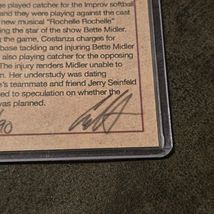 e played catcher for the Improv softball
d they were playing against the cast
new musical "Rochelle Rochelle"
ing the star of the show Bette Midler.
g the game, Costanza charges for
base tackling and injuring Bette Midler
also playing catcher for the opposing
The injury renders Midler unable to
n. Her understudy was dating
's teammate and friend Jerry Seinfeld
s to speculation on whether the
was planned.
/90